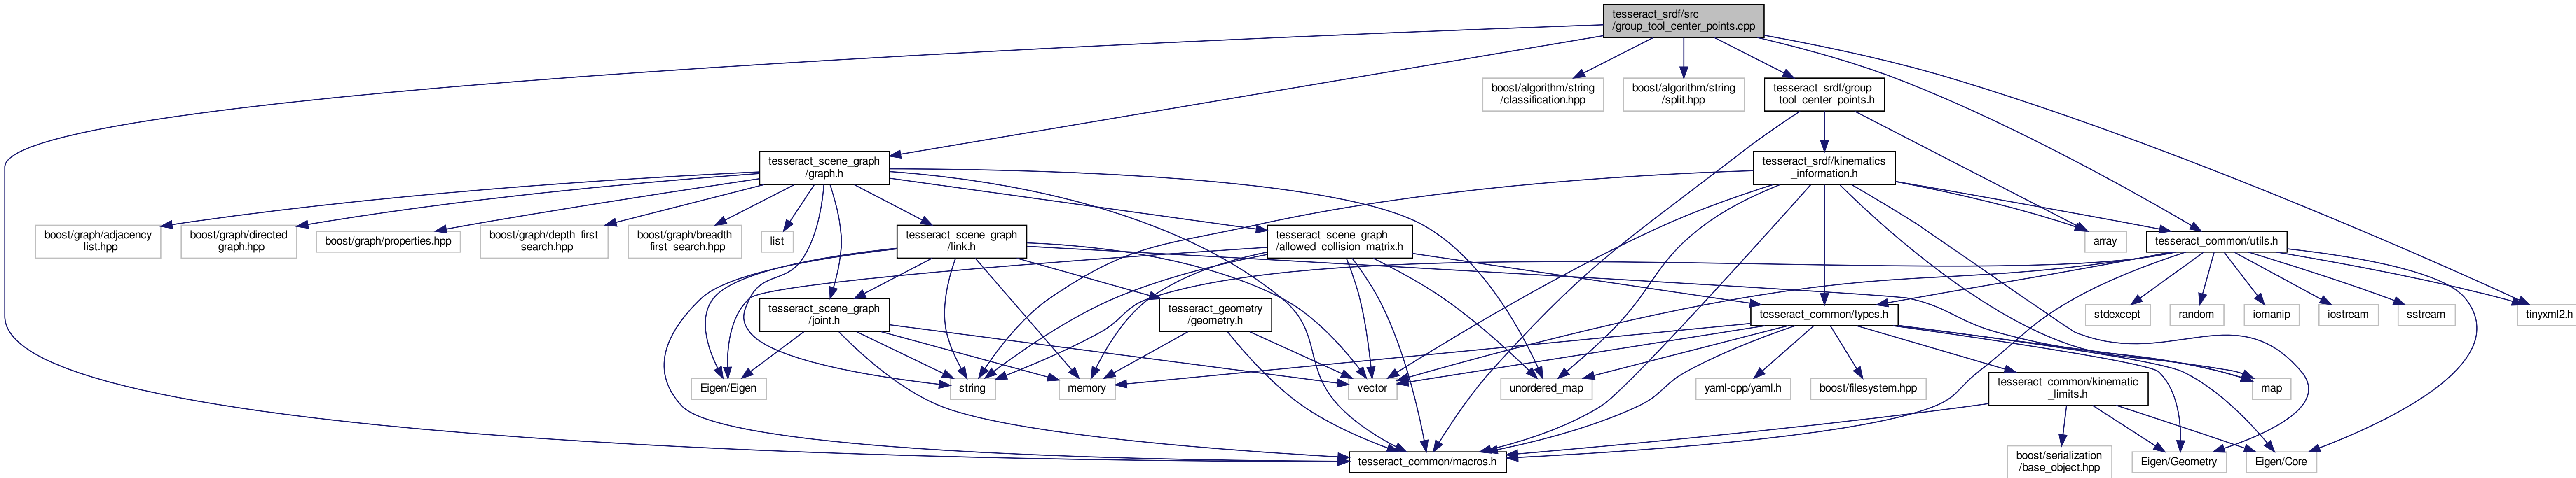 tesseract_srdf/src
/group_tool_center_points.cpp
boost/algorithm/string
/classification.hpp
boost/algorithm/string
/split.hpp
tesseract_srdf/group
_tool_center_points.h
tesseract_scene_graph
/graph.h
tesseract_srdf/kinematics
_information.h
boost/graph/adjacency
_list.hpp
boost/graph/directed
_graph.hpp
boost/graph/properties.hpp
boost/graph/depth_first
_search.hpp
boost/graph/breadth
_first_search.hpp
list
tesseract_scene_graph
/link.h
tesseract_scene_graph
/allowed_collision_matrix.h
array
tesseract_common/utils.h
tesseract_scene_graph
/joint.h
tesseract_geometry
/geometry.h
tesseract_common/types.h
stdexcept
random
iomanip
iostream
sstream
tinyxml2.h
Eigen/Eigen
string
memory
vector
unordered_map
yaml-cpp/yaml.h
boost/filesystem.hpp
tesseract_common/kinematic
_limits.h
map
tesseract_common/macros.h
boost/serialization
/base_object.hpp
Eigen/Geometry
Eigen/Core